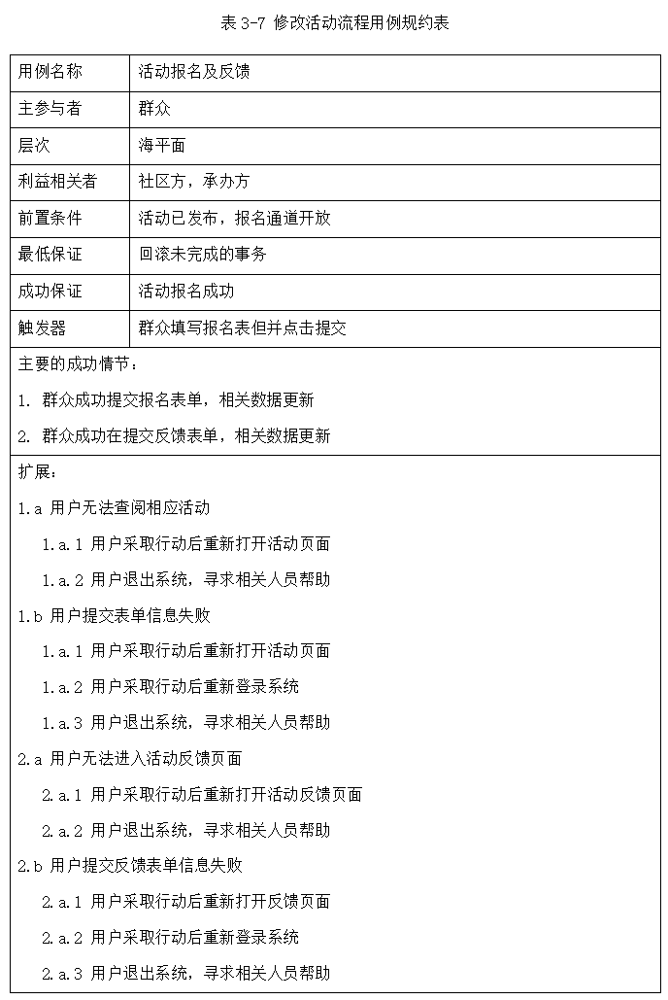 表 3-7 修改活动流程用例规约表
用例名称 活动报名及反馈
主参与者 群众
层次 海平面
利益相关者 社区方，承办方
前置条件 活动已发布，报名通道开放
最低保证 回滚未完成的事务
成功保证 活动报名成功
触发器 群众填写报名表但并点击提交
主要的成功情节：
1. 群众成功提交报名表单，相关数据更新
2. 群众成功在提交反馈表单，相关数据更新
扩展：
1.a 用户无法查阅相应活动
1.a.1 用户采取行动后重新打开活动页面
1.a.2 用户退出系统，寻求相关人员帮助
1.b 用户提交表单信息失败
1.a.1 用户采取行动后重新打开活动页面
1.a.2 用户采取行动后重新登录系统
1.a.3 用户退出系统，寻求相关人员帮助
2.a 用户无法进入活动反馈页面
2.a.1 用户采取行动后重新打开活动反馈页面
2.a.2 用户退出系统，寻求相关人员帮助
2.b 用户提交反馈表单信息失败
2.a.1 用户采取行动后重新打开反馈页面
2.a.2 用户采取行动后重新登录系统
2.a.3 用户退出系统，寻求相关人员帮助